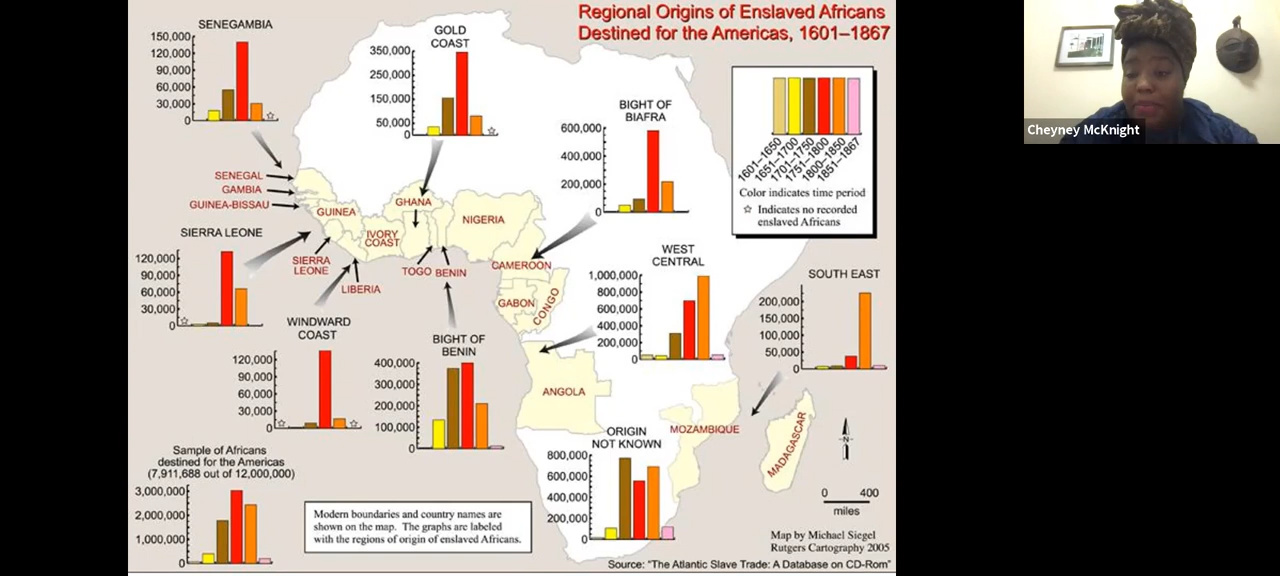 Regional Origins of Enslaved Africans
Destined for the Americas, 1601–1867
SENEGAMBIA
150,000
120,000
90,000
60,000
30,000
0
GOLD
COAST
350,000
250,000
150,000
50,000
0
BIGHT OF
BIAFRA
600,000
400,000
200,000
0
1601–1650
1651–1700
1701–1750
1751–1800
1800–1850
1851–1867
Color indicates time period
☆ Indicates no recorded
enslaved Africans
Cheyney McKnight
SENEGAL
GAMBIA
GUINEA-BISSAU
GUINEA
SIERRA
LEONE
LIBERIA
IVORY
COAST
GHANA
TOGO
BENIN
NIGERIA
CAMEROON
GABON
CONGO
ANGOLA
MOZAMBIQUE
MADAGASCAR
SIERRA LEONE
120,000
90,000
60,000
30,000
0
WINDWARD
COAST
120,000
90,000
60,000
30,000
0
BIGHT OF
BENIN
400,000
300,000
200,000
100,000
0
WEST
CENTRAL
1,000,000
800,000
600,000
400,000
200,000
0
SOUTH EAST
200,000
150,000
100,000
50,000
0
ORIGIN
NOT KNOWN
800,000
600,000
400,000
200,000
0
Sample of Africans
destined for the Americas
(7,911,688 out of 12,000,000)
3,000,000
2,000,000
1,000,000
0
Modern boundaries and country names are
shown on the map. The graphs are labeled
with the regions of origin of enslaved Africans.
N
0 400
miles
Map by Michael Siegel
Rutgers Cartography 2005
Source: "The Atlantic Slave Trade: A Database on CD-Rom"